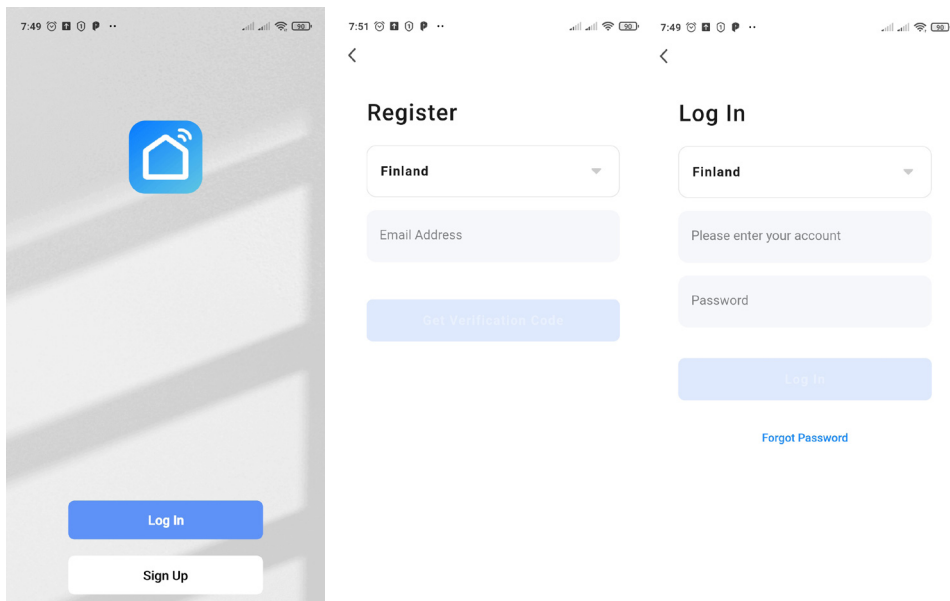 7:49
90
Log In
Sign Up
7:51
90
Register
Finland
Email Address
Get Verification Code
7:49
90
Log In
Finland
Please enter your account
Password
Log In
Forgot Password